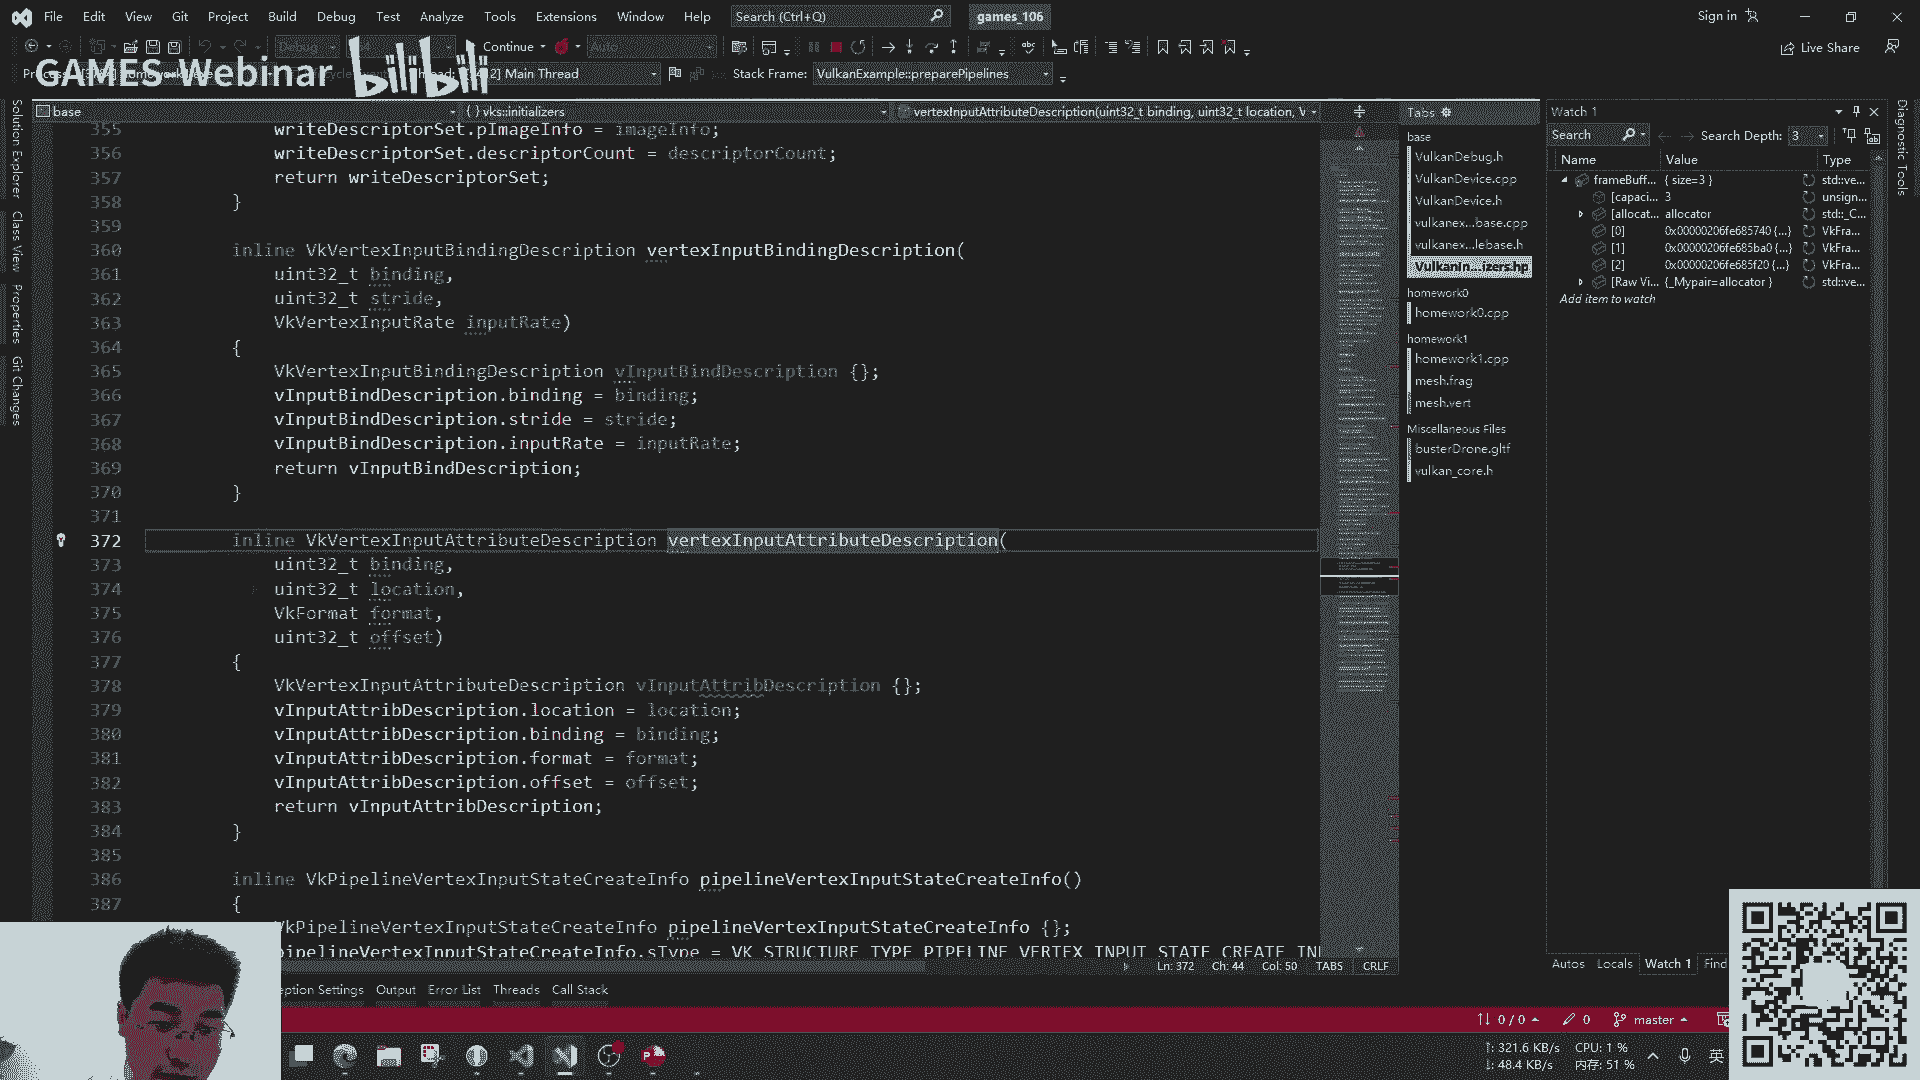 File Edit View Git Project Build Debug Test Analyze Tools Extensions Window Help Search (Ctrl+Q) games_106 Sign in
Debug Continue Auto Live Share
GAMES Webinar bilibili
Main Thread Stack Frame: VulkanExample::preparePipelines
base { } vks::initializers vertexInputAttributeDescription(uint32_t binding, uint32_t location, V
Solution Explorer
Class View
Properties
Git Changes
355 writeDescriptorSet.pImageInfo = imageInfo;
356 writeDescriptorSet.descriptorCount = descriptorCount;
357 return writeDescriptorSet;
358 }
359
360 inline VkVertexInputBindingDescription vertexInputBindingDescription(
361 uint32_t binding,
362 uint32_t stride,
363 VkVertexInputRate inputRate)
364 {
365 VkVertexInputBindingDescription vInputBindDescription {};
366 vInputBindDescription.binding = binding;
367 vInputBindDescription.stride = stride;
368 vInputBindDescription.inputRate = inputRate;
369 return vInputBindDescription;
370 }
371
372 inline VkVertexInputAttributeDescription vertexInputAttributeDescription(
373 uint32_t binding,
374 uint32_t location,
375 VkFormat format,
376 uint32_t offset)
377 {
378 VkVertexInputAttributeDescription vInputAttribDescription {};
379 vInputAttribDescription.location = location;
380 vInputAttribDescription.binding = binding;
381 vInputAttribDescription.format = format;
382 vInputAttribDescription.offset = offset;
383 return vInputAttribDescription;
384 }
385
386 inline VkPipelineVertexInputStateCreateInfo pipelineVertexInputStateCreateInfo()
387 {
VkPipelineVertexInputStateCreateInfo pipelineVertexInputStateCreateInfo {};
pipelineVertexInputStateCreateInfo.sType = VK_STRUCTURE_TYPE_PIPELINE_VERTEX_INPUT_STATE_CREATE_IN
Ln: 372 Ch: 44 Col: 50 TABS CRLF
Tabs
base
VulkanDebug.h
VulkanDevice.cpp
VulkanDevice.h
vulkanex...base.cpp
vulkanex...lebase.h
VulkanIn...izers.hp
homework0
homework0.cpp
homework1
homework1.cpp
mesh.frag
mesh.vert
Miscellaneous Files
busterDrone.gltf
vulkan_core.h
Watch 1
Search Search Depth: 3
Name Value Type
frameBuff... { size=3 } std::ve...
[capaci... 3 unsign...
[allocat... allocator std::_C...
[0] 0x00000206fe685740 {...} VkFra...
[1] 0x00000206fe685ba0 {...} VkFra...
[2] 0x00000206fe685f20 {...} VkFra...
[Raw Vi... {_Mypair=allocator } std::ve...
Add item to watch
Diagnostic Tools
Autos Locals Watch 1 Find
eption Settings Output Error List Threads Call Stack
0 / 0 0 master
↑: 321.6 KB/s CPU: 1 %
↓: 48.4 KB/s 内存: 51 %
英